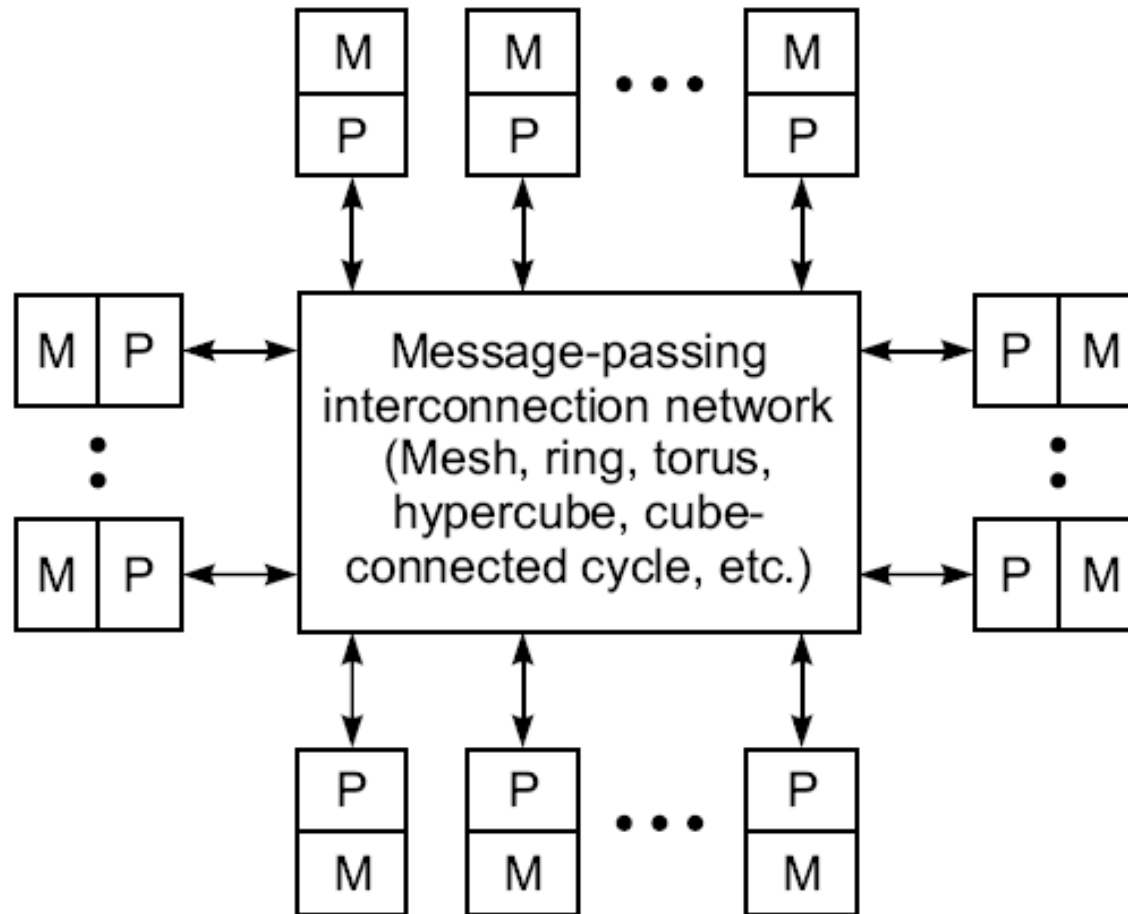 M M M
P P P
M P
P M
Message-passing
interconnection network
(Mesh, ring, torus,
hypercube, cube-
connected cycle, etc.)
M P
P M
P P P
M M M